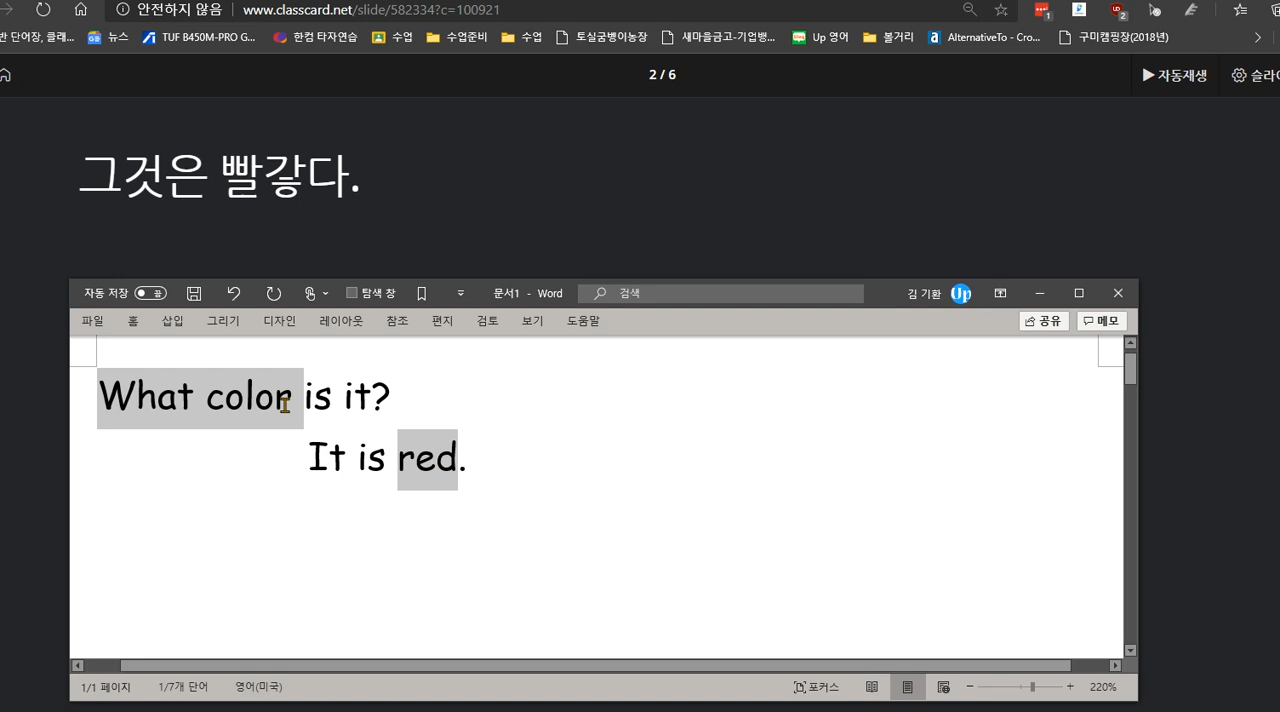 안전하지 않음 | www.classcard.net/slide/582334?c=100921
1 2
반 단어장, 클래... 뉴스 TUF B450M-PRO G... 한컴 타자연습 수업 수업준비 수업 토실굼벵이농장 새마을금고-기업뱅... Up 영어 볼거리 AlternativeTo - Cro... 구미캠핑장(2018년)
2 / 6 자동재생 슬라이
그것은 빨갛다.
자동 저장 끔 탐색 창 문서1 - Word 검색 김 기환 Up
파일 홈 삽입 그리기 디자인 레이아웃 참조 편지 검토 보기 도움말 공유 메모
What color is it?
It is red.
1/1 페이지 1/7개 단어 영어(미국) 포커스 220%